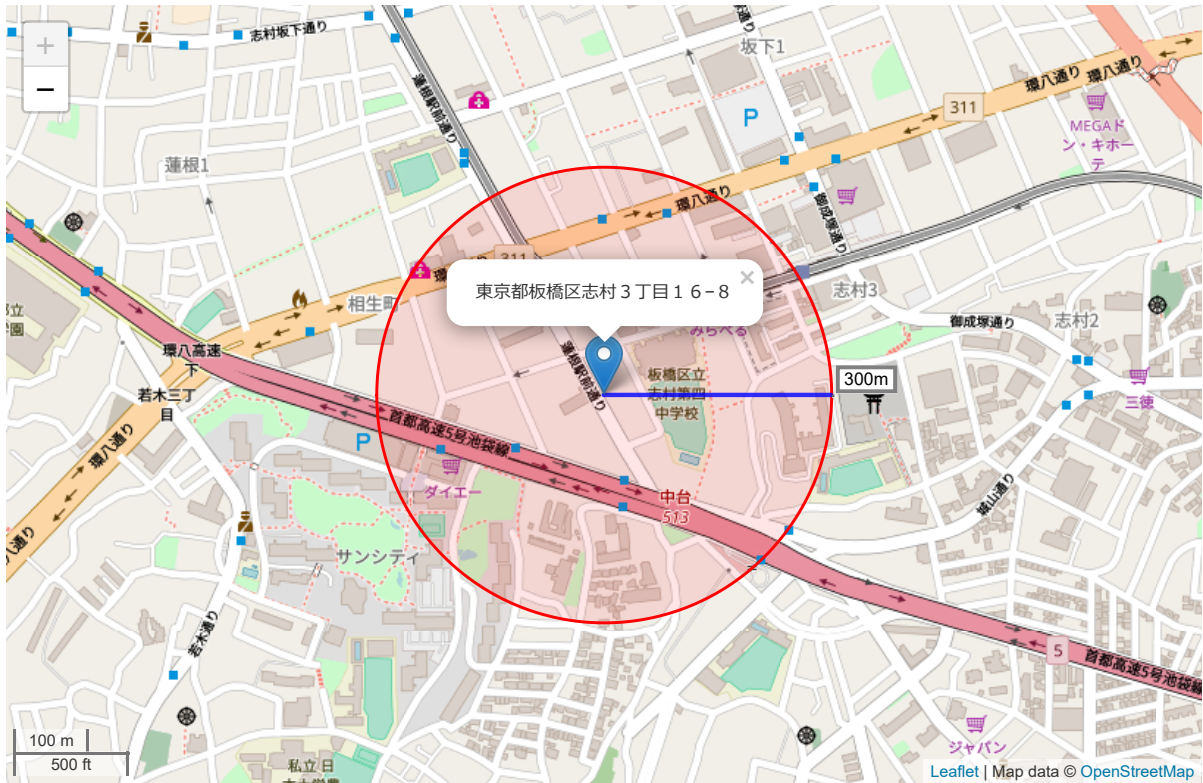 +
−
志村坂下通り
蓮根駅前通り
坂下1
環八通り
環八通り
311
P
MEGAド
ン・キホー
テ
蓮根1
環八通り
御成塚通り
311
東京都板橋区志村３丁目１６−８
×
相生町
みらべる
志村3
御成塚通り
志村2
環八高速
下
若木三丁
目
蓮根駅前通り
板橋区立
志村第四
中学校
300m
三徳
環八通り
P
首都高速5号池袋線
ダイエー
中台
513
城山通り
サンシティ
若木通り
5
首都高速5号池袋線
100 m
500 ft
私立日
ジャパン
Leaflet | Map data © OpenStreetMap